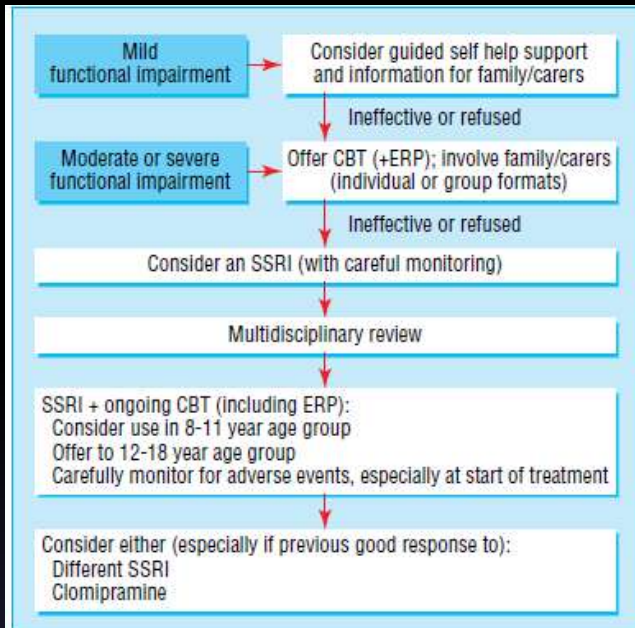 Mild
functional impairment
Consider guided self help support
and information for family/carers
Ineffective or refused
Moderate or severe
functional impairment
Offer CBT (+ERP); involve family/carers
(individual or group formats)
Ineffective or refused
Consider an SSRI (with careful monitoring)
Multidisciplinary review
SSRI + ongoing CBT (including ERP):
Consider use in 8-11 year age group
Offer to 12-18 year age group
Carefully monitor for adverse events, especially at start of treatment
Consider either (especially if previous good response to):
Different SSRI
Clomipramine